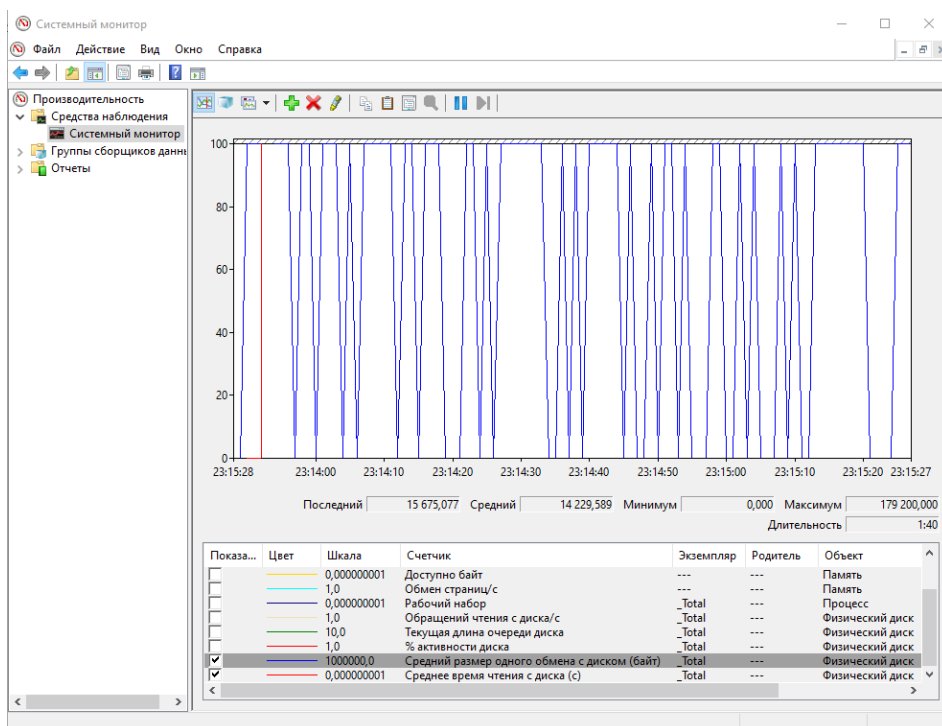 Системный монитор
Файл Действие Вид Окно Справка
Производительность
Средства наблюдения
Системный монитор
Группы сборщиков данн
Отчеты
100
80
60
40
20
0
23:15:28 23:14:00 23:14:10 23:14:20 23:14:30 23:14:40 23:14:50 23:15:00 23:15:10 23:15:20 23:15:27
Последний 15 675,077 Средний 14 229,589 Минимум 0,000 Максимум 179 200,000
Длительность 1:40
Показа... Цвет Шкала Счетчик Экземпляр Родитель Объект
0,000000001 Доступно байт --- --- Память
1,0 Обмен страниц/с --- --- Память
0,000000001 Рабочий набор _Total --- Процесс
1,0 Обращений чтения с диска/с _Total --- Физический диск
10,0 Текущая длина очереди диска _Total --- Физический диск
1,0 % активности диска _Total --- Физический диск
1000000,0 Средний размер одного обмена с диском (байт) _Total --- Физический диск
0,000000001 Среднее время чтения с диска (с) _Total --- Физический диск